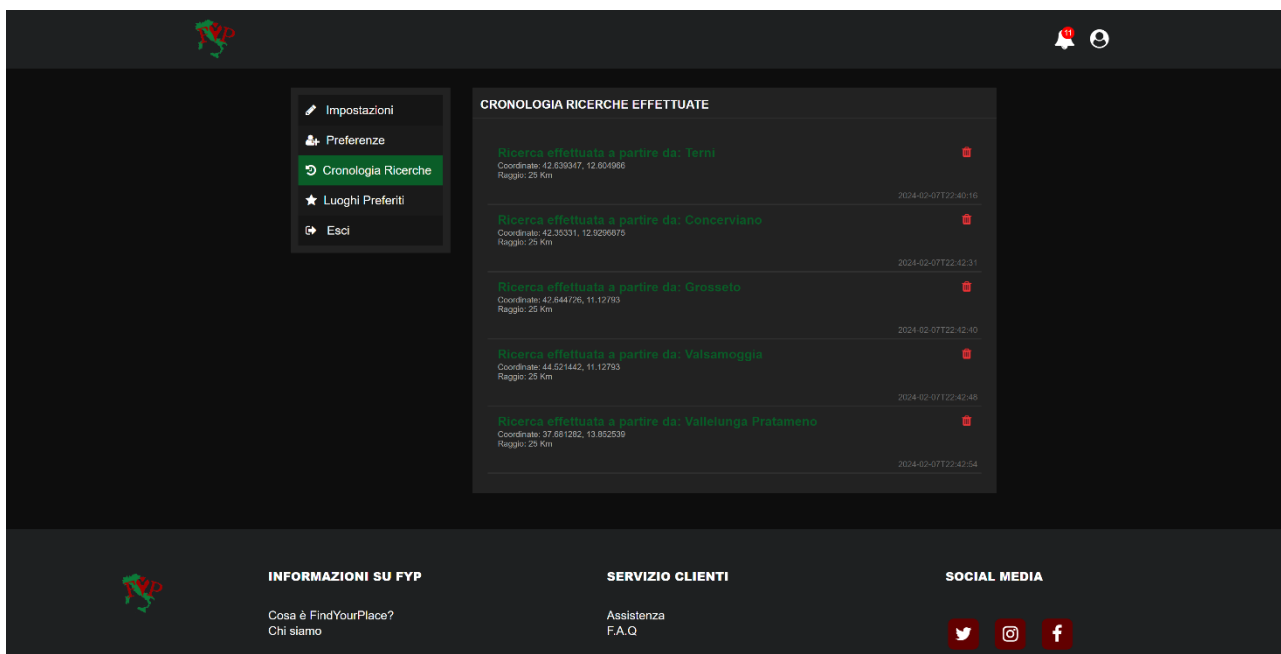 FYP
11
Impostazioni
Preferenze
Cronologia Ricerche
Luoghi Preferiti
Esci
CRONOLOGIA RICERCHE EFFETTUATE
Ricerca effettuata a partire da: Terni
Coordinate: 42.639347, 12.604966
Raggio: 25 Km
2024-02-07T22:40:16
Ricerca effettuata a partire da: Concerviano
Coordinate: 42.35331, 12.9296875
Raggio: 25 Km
2024-02-07T22:42:31
Ricerca effettuata a partire da: Grosseto
Coordinate: 42.644726, 11.12793
Raggio: 25 Km
2024-02-07T22:42:40
Ricerca effettuata a partire da: Valsamoggia
Coordinate: 44.521442, 11.12793
Raggio: 25 Km
2024-02-07T22:42:48
Ricerca effettuata a partire da: Vallelunga Pratameno
Coordinate: 37.681282, 13.852539
Raggio: 25 Km
2024-02-07T22:42:54
FYP
INFORMAZIONI SU FYP
Cosa è FindYourPlace?
Chi siamo
SERVIZIO CLIENTI
Assistenza
F.A.Q
SOCIAL MEDIA